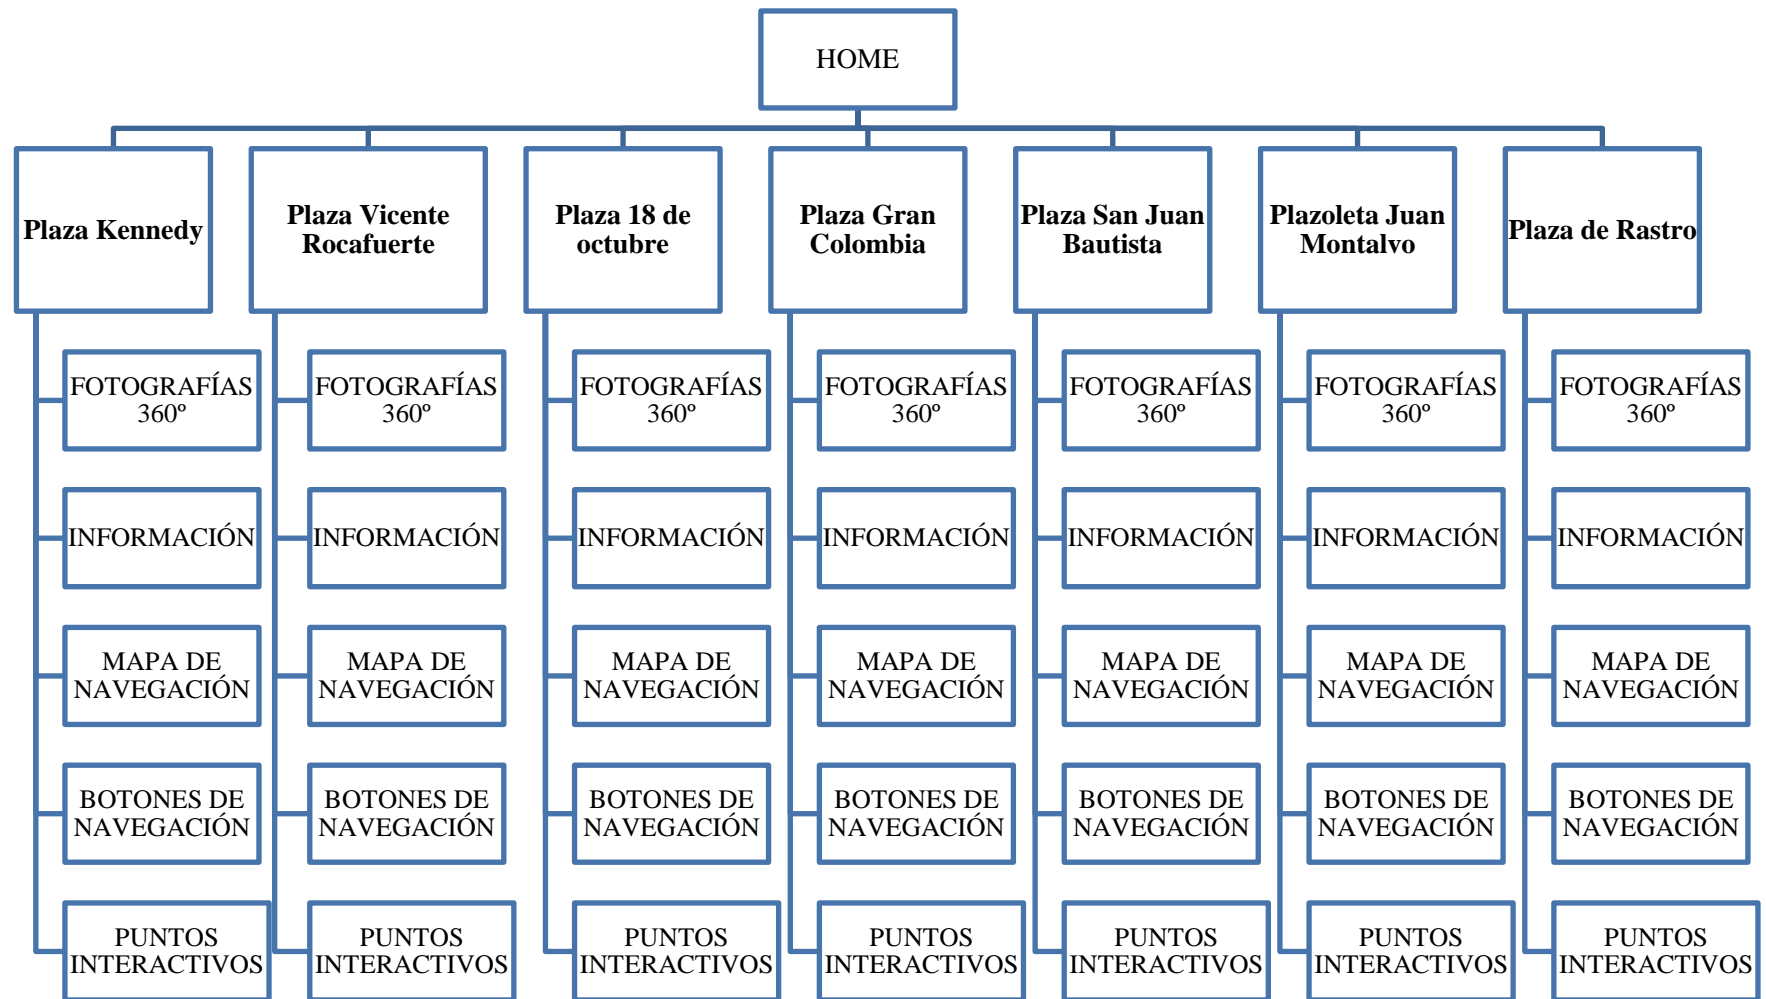 HOME
Plaza Kennedy
Plaza Vicente
Rocafuerte
Plaza 18 de
octubre
Plaza Gran
Colombia
Plaza San Juan
Bautista
Plazoleta Juan
Montalvo
Plaza de Rastro
FOTOGRAFÍAS
360º
FOTOGRAFÍAS
360º
FOTOGRAFÍAS
360º
FOTOGRAFÍAS
360º
FOTOGRAFÍAS
360º
FOTOGRAFÍAS
360º
FOTOGRAFÍAS
360º
INFORMACIÓN
INFORMACIÓN
INFORMACIÓN
INFORMACIÓN
INFORMACIÓN
INFORMACIÓN
INFORMACIÓN
MAPA DE
NAVEGACIÓN
MAPA DE
NAVEGACIÓN
MAPA DE
NAVEGACIÓN
MAPA DE
NAVEGACIÓN
MAPA DE
NAVEGACIÓN
MAPA DE
NAVEGACIÓN
MAPA DE
NAVEGACIÓN
BOTONES DE
NAVEGACIÓN
BOTONES DE
NAVEGACIÓN
BOTONES DE
NAVEGACIÓN
BOTONES DE
NAVEGACIÓN
BOTONES DE
NAVEGACIÓN
BOTONES DE
NAVEGACIÓN
BOTONES DE
NAVEGACIÓN
PUNTOS
INTERACTIVOS
PUNTOS
INTERACTIVOS
PUNTOS
INTERACTIVOS
PUNTOS
INTERACTIVOS
PUNTOS
INTERACTIVOS
PUNTOS
INTERACTIVOS
PUNTOS
INTERACTIVOS